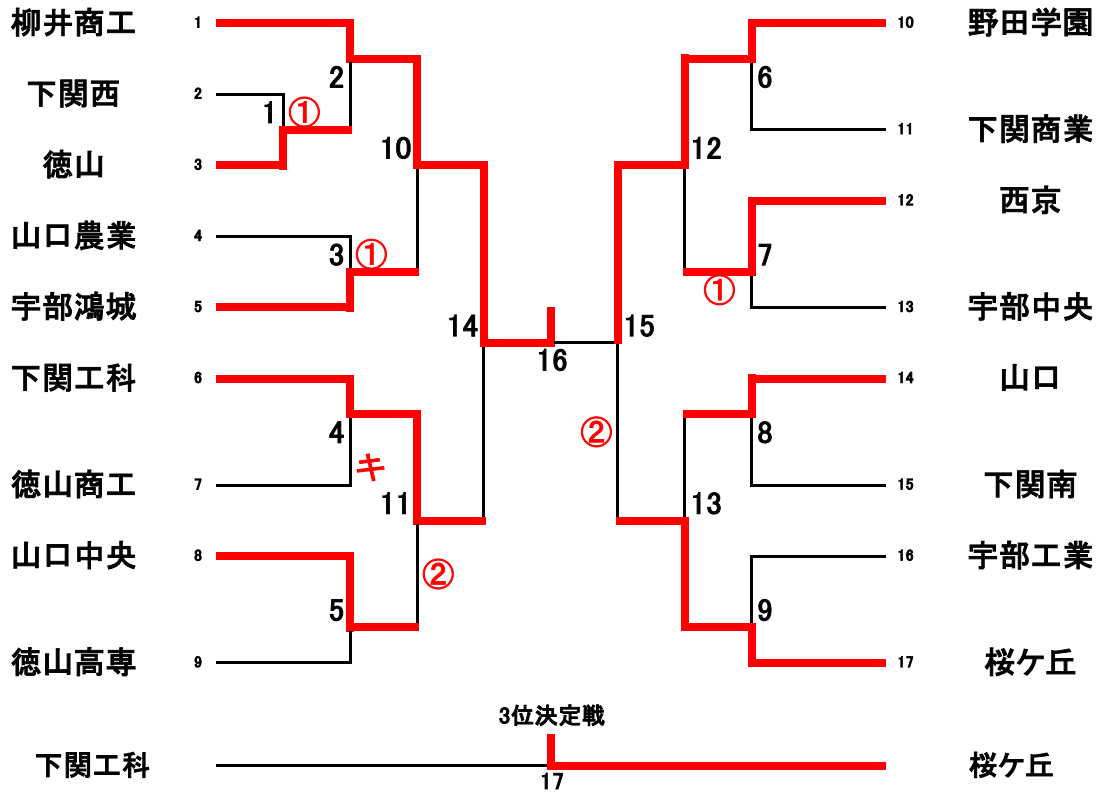 柳井商工 1
2
下関西 2
1 ①
徳山 3
10
山口農業 4
3 ①
宇部鴻城 5
14
下関工科 6
4
徳山商工 7
キ
11
山口中央 8
②
5
徳山高専 9
16
10 野田学園
6
11 下関商業
12
12 西京
7
①
13 宇部中央
15
14 山口
②
8
15 下関南
13
16 宇部工業
9
17 桜ケ丘
3位決定戦
下関工科 17 桜ケ丘